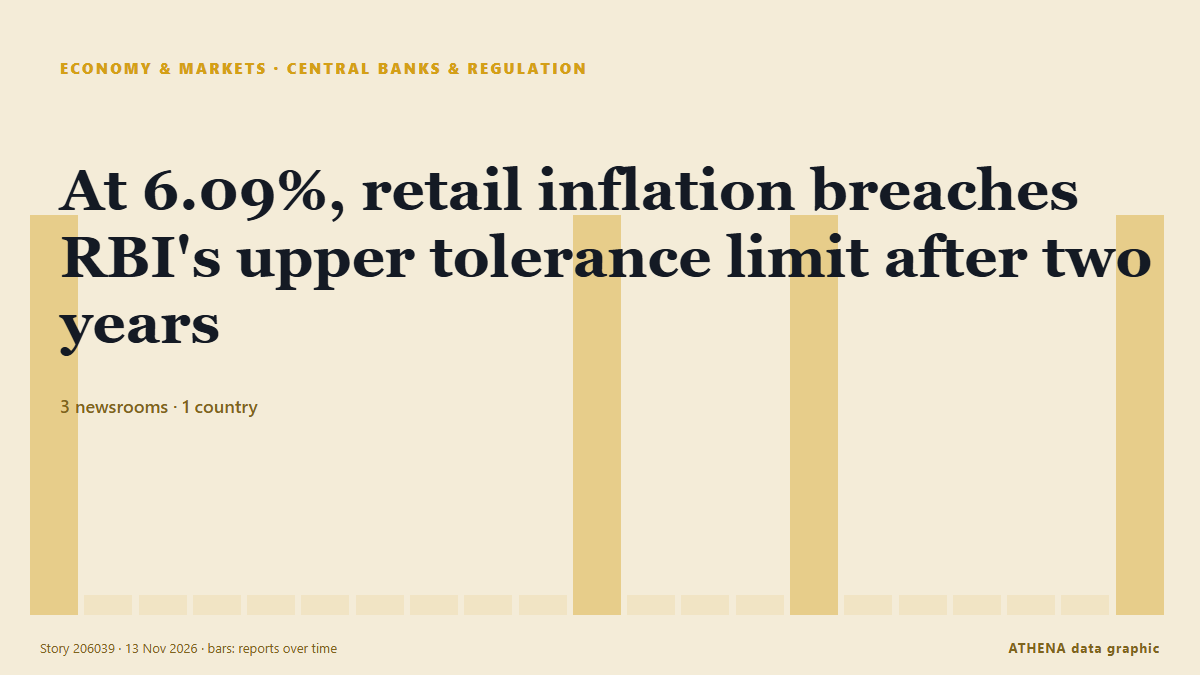 ECONOMY & MARKETS · CENTRAL BANKS & REGULATION
At 6.09%, retail inflation breaches
RBI's upper tolerance limit after two
years
3 newsrooms · 1 country
Story 206039 · 13 Nov 2026 · bars: reports over time
ATHENA data graphic